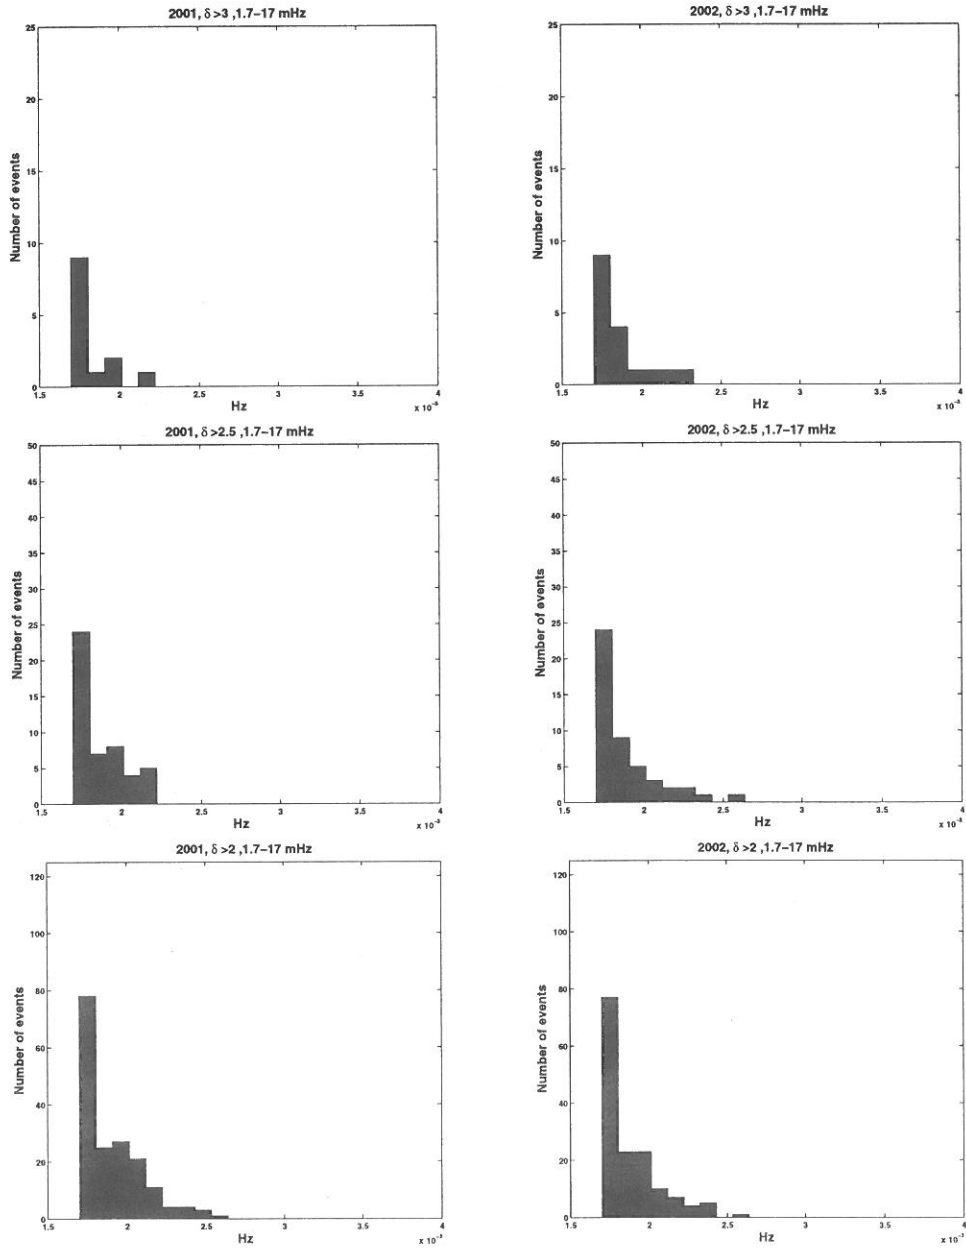 2001, δ >3 ,1.7–17 mHz
25
20
15
10
5
0
Number of events
1.5 2 2.5 3 3.5 4
Hz
x 10⁻³
2002, δ >3 ,1.7–17 mHz
25
20
15
10
5
0
Number of events
1.5 2 2.5 3 3.5 4
Hz
x 10⁻³
2001, δ >2.5 ,1.7–17 mHz
50
45
40
35
30
25
20
15
10
5
0
Number of events
1.5 2 2.5 3 3.5 4
Hz
x 10⁻³
2002, δ >2.5 ,1.7–17 mHz
50
45
40
35
30
25
20
15
10
5
0
Number of events
1.5 2 2.5 3 3.5 4
Hz
x 10⁻³
2001, δ >2 ,1.7–17 mHz
120
100
80
60
40
20
0
Number of events
1.5 2 2.5 3 3.5 4
Hz
x 10⁻³
2002, δ >2 ,1.7–17 mHz
120
100
80
60
40
20
0
Number of events
1.5 2 2.5 3 3.5 4
Hz
x 10⁻³